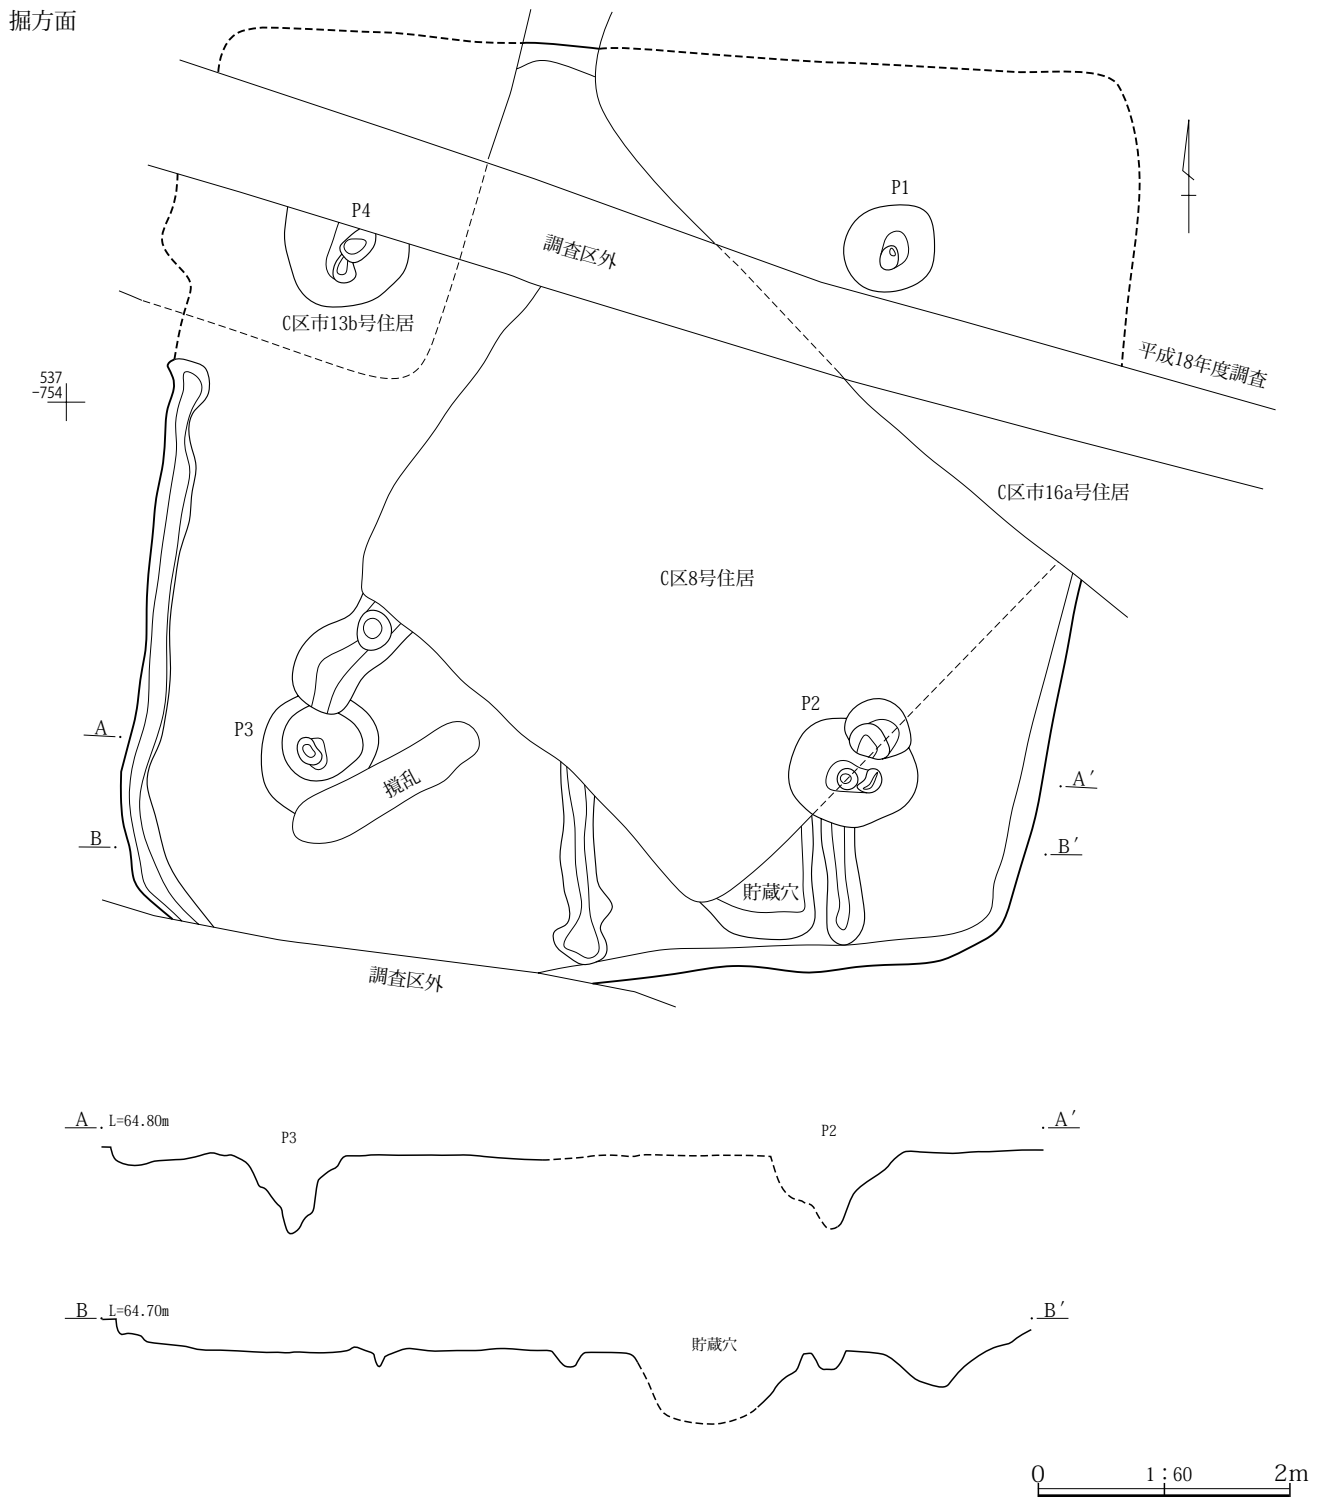 掘方面
P1
P4
調査区外
C区市13b号住居
平成18年度調査
537
-754
C区市16a号住居
C区8号住居
P2
P3
A
A′
攪乱
B
B′
貯蔵穴
調査区外
A L=64.80m
P3
P2
A′
B L=64.70m
貯蔵穴
B′
0 1:60 2m